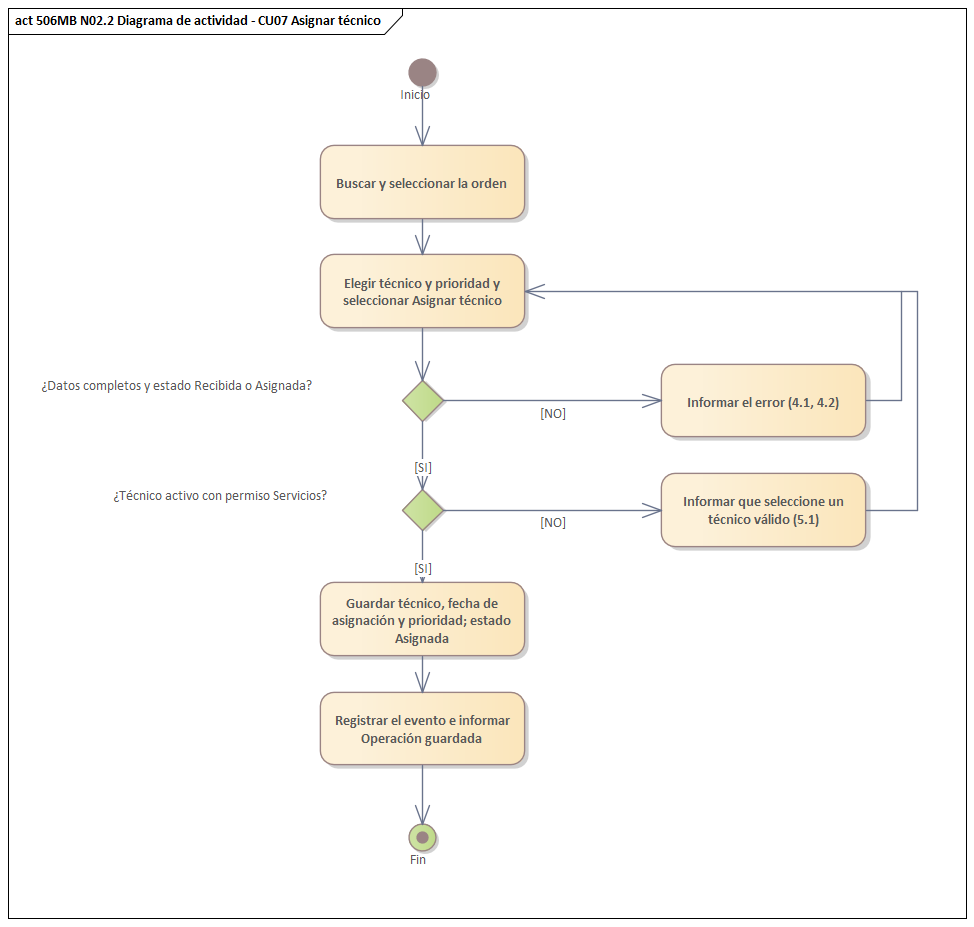 act 506MB N02.2 Diagrama de actividad - CU07 Asignar técnico
Inicio
Buscar y seleccionar la orden
Elegir técnico y prioridad y
seleccionar Asignar técnico
¿Datos completos y estado Recibida o Asignada?
[NO]
Informar el error (4.1, 4.2)
[SI]
¿Técnico activo con permiso Servicios?
[NO]
Informar que seleccione un
técnico válido (5.1)
[SI]
Guardar técnico, fecha de
asignación y prioridad; estado
Asignada
Registrar el evento e informar
Operación guardada
Fin